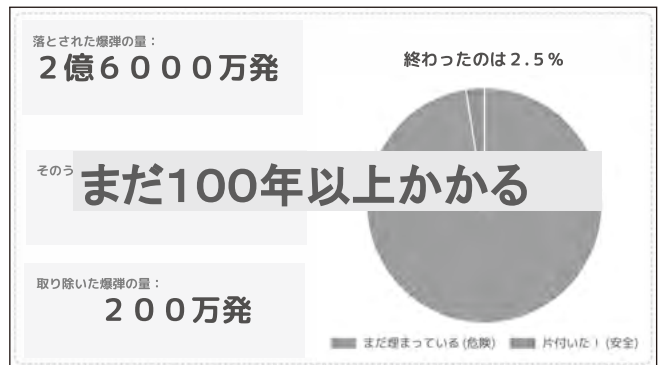 落とされた爆弾の量：
２億６０００万発
終わったのは２.５％
そのう
まだ100年以上かかる
取り除いた爆弾の量：
２００万発
まだ埋まっている (危険)
片付いた！ (安全)